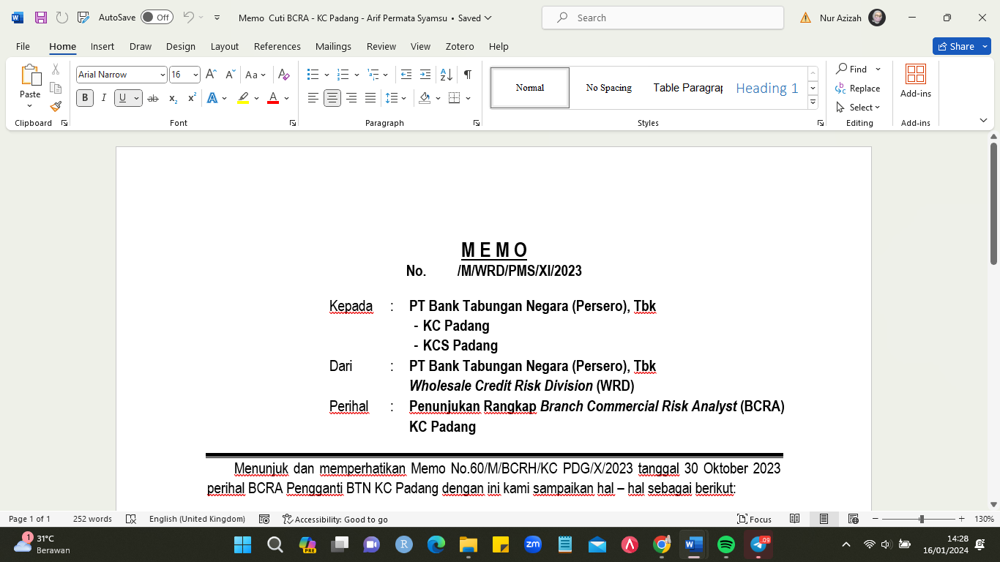 AutoSave Off Memo  Cuti BCRA - KC Padang - Arif Permata Syamsu • Saved Search Nur Azizah
File Home Insert Draw Design Layout References Mailings Review View Zotero Help Share
Arial Narrow 16 Aa
Paste
B I U ab x₂ x² A A
Normal No Spacing Table Paragrap Heading 1
Find
Replace
Select
Add-ins
Clipboard Font Paragraph Styles Editing Add-ins
M E M O
No. /M/WRD/PMS/XI/2023
Kepada : PT Bank Tabungan Negara (Persero), Tbk
- KC Padang
- KCS Padang
Dari : PT Bank Tabungan Negara (Persero), Tbk
Wholesale Credit Risk Division (WRD)
Perihal : Penunjukan Rangkap Branch Commercial Risk Analyst (BCRA)
KC Padang
Menunjuk dan memperhatikan Memo No.60/M/BCRH/KC PDG/X/2023 tanggal 30 Oktober 2023
perihal BCRA Pengganti BTN KC Padang dengan ini kami sampaikan hal – hal sebagai berikut:
Page 1 of 1 252 words English (United Kingdom) Accessibility: Good to go Focus 130%
1 31°C
Berawan
PRE R zm W 09
14:28
16/01/2024